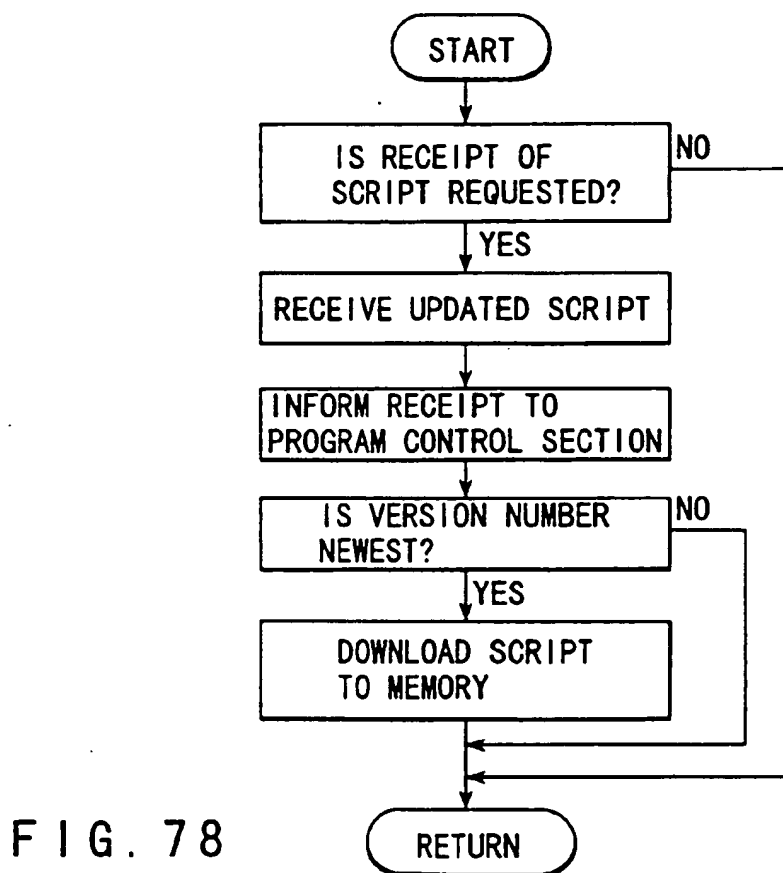 START
IS RECEIPT OF
SCRIPT REQUESTED?
NO
YES
RECEIVE UPDATED SCRIPT
INFORM RECEIPT TO
PROGRAM CONTROL SECTION
IS VERSION NUMBER
NEWEST?
NO
YES
DOWNLOAD SCRIPT
TO MEMORY
RETURN
FIG. 78